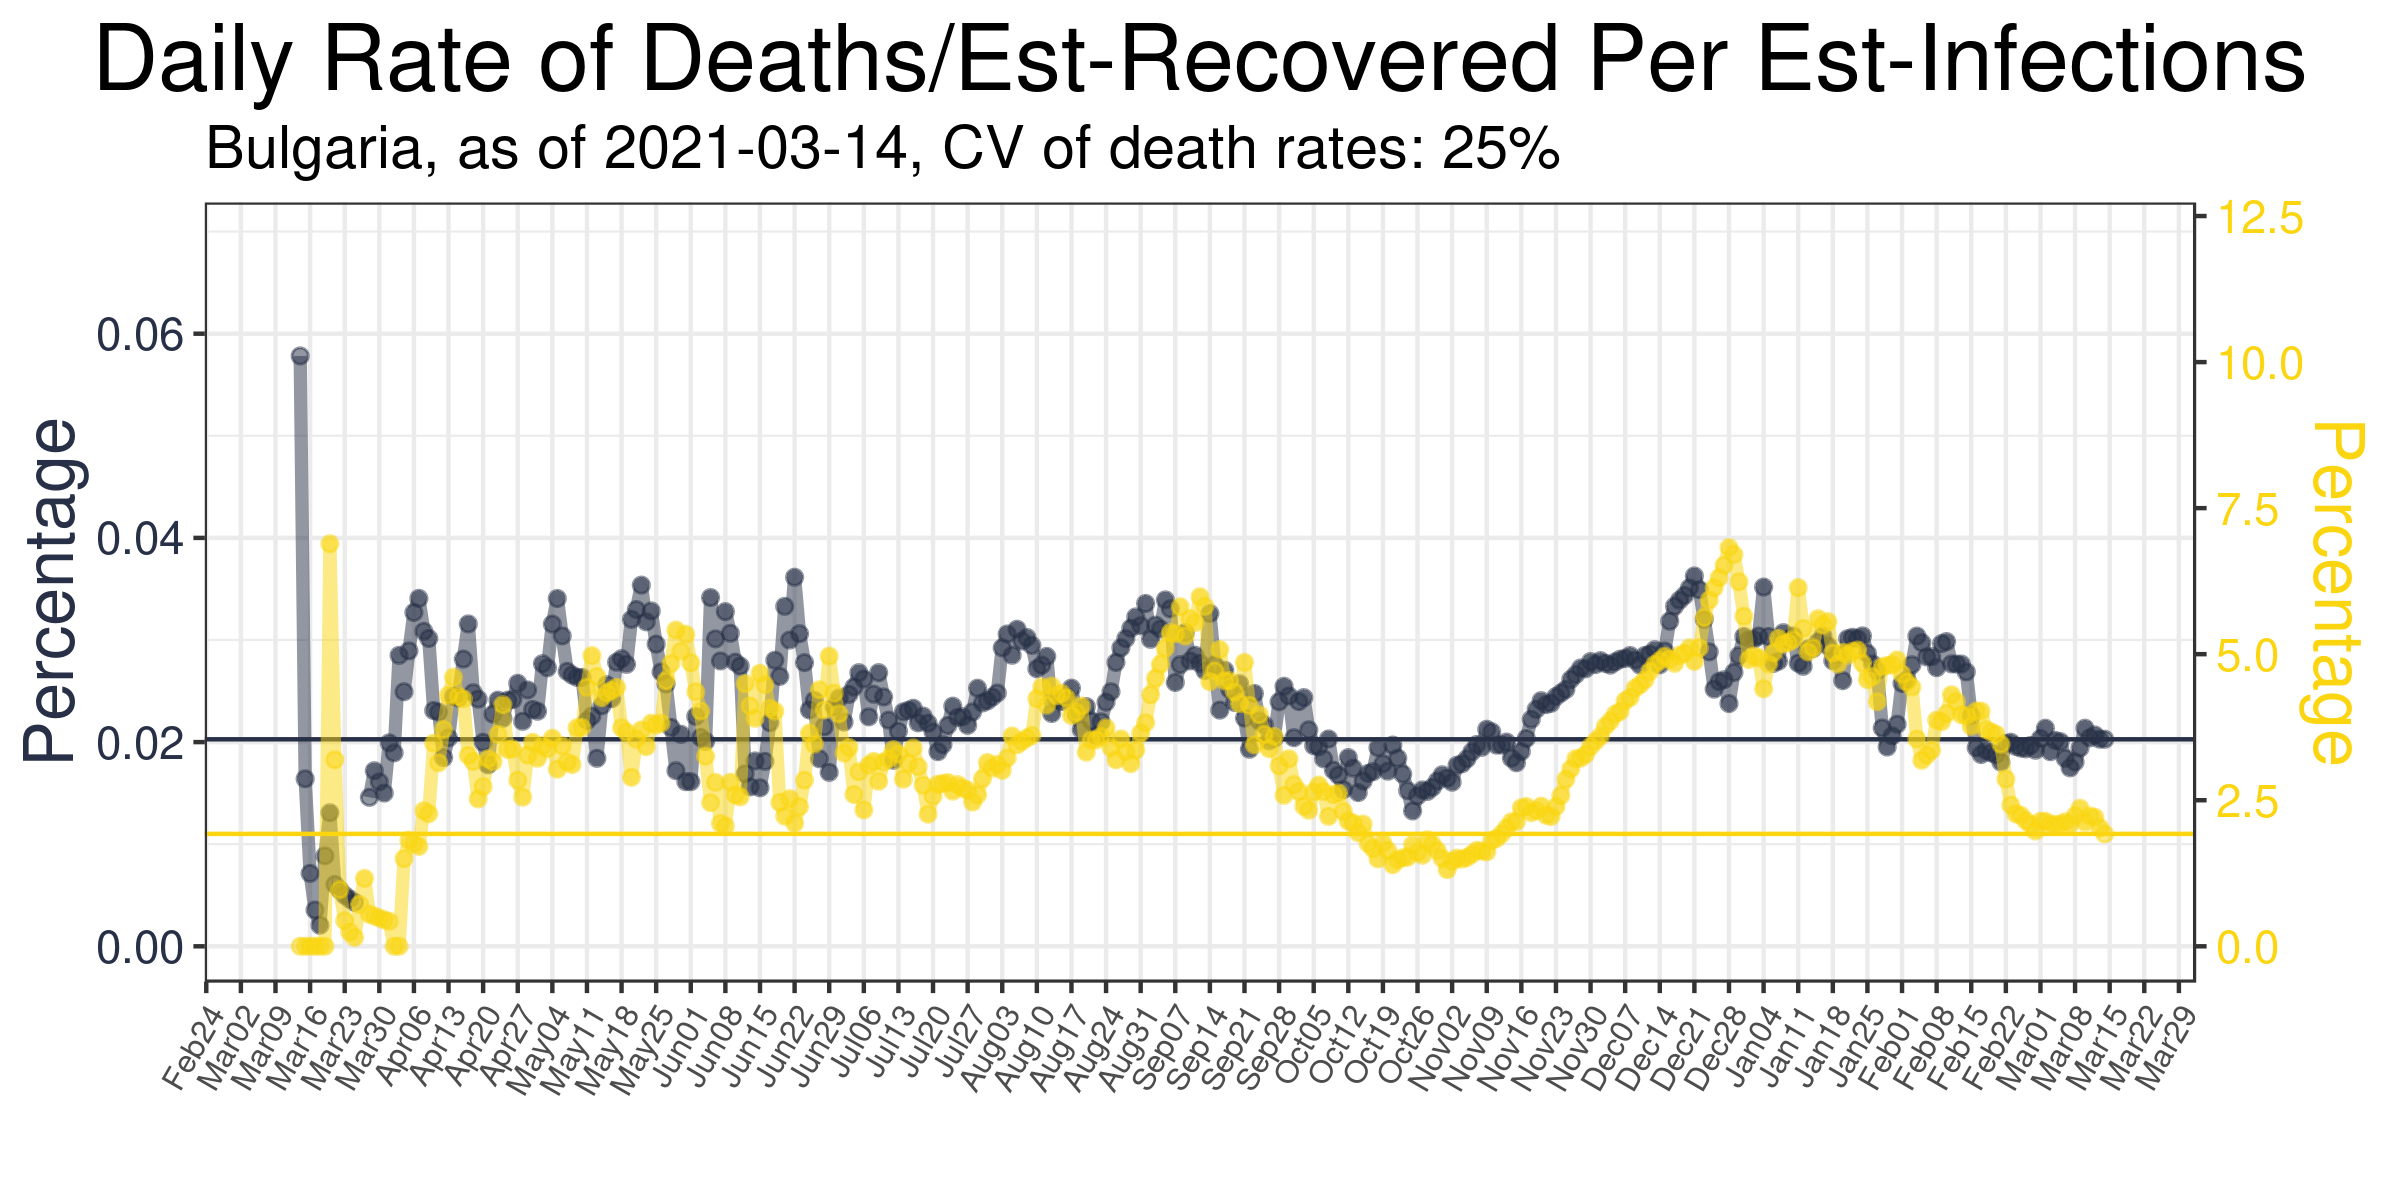 Daily Rate of Deaths/Est-Recovered Per Est-Infections
Bulgaria, as of 2021-03-14, CV of death rates: 25%
Percentage
0.06
0.04
0.02
0.00
12.5
10.0
7.5
5.0
2.5
0.0
Percentage
Feb24
Mar02
Mar09
Mar16
Mar23
Mar30
Apr06
Apr13
Apr20
Apr27
May04
May11
May18
May25
Jun01
Jun08
Jun15
Jun22
Jun29
Jul06
Jul13
Jul20
Jul27
Aug03
Aug10
Aug17
Aug24
Aug31
Sep07
Sep14
Sep21
Sep28
Oct05
Oct12
Oct19
Oct26
Nov02
Nov09
Nov16
Nov23
Nov30
Dec07
Dec14
Dec21
Dec28
Jan04
Jan11
Jan18
Jan25
Feb01
Feb08
Feb15
Feb22
Mar01
Mar08
Mar15
Mar22
Mar29